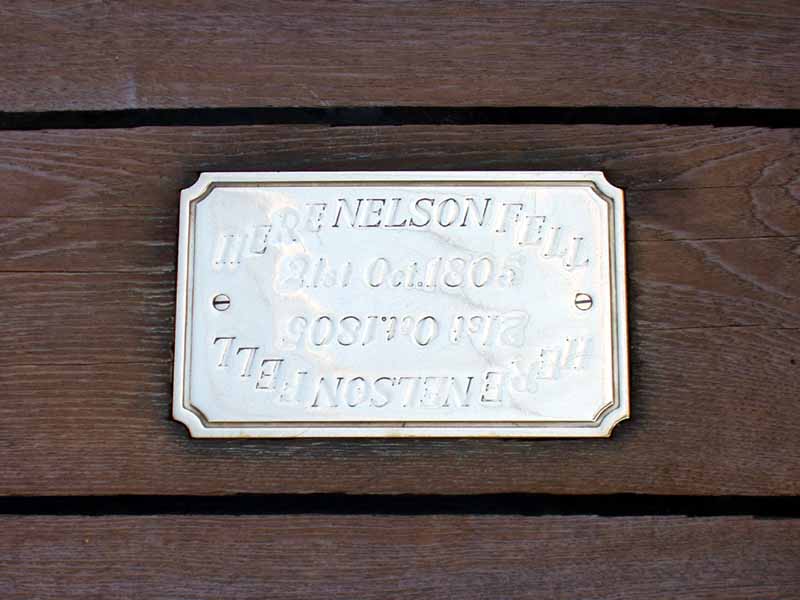 HERE NELSON FELL
21st Oct. 1805
21st Oct. 1805
HERE NELSON FELL